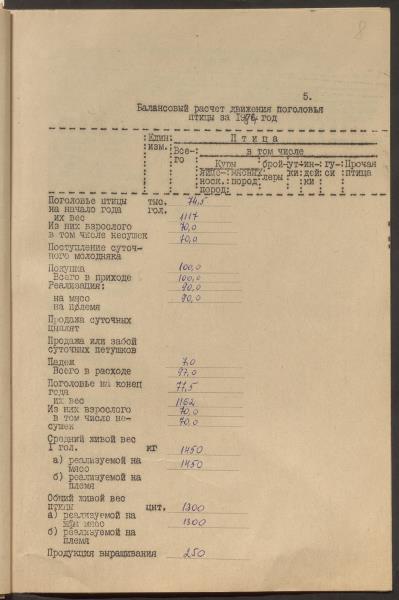 8
5.
Балансовый расчет движения поголовья
птицы за год
Един. изм.
Птица
Все-го
в том числе
Куры
яйце-носк. пород:
мясных пород
брой-леры
ут-ки
ин-дей-ки
гу-си
Прочая птица
Поголовье птицы тыс. 74,5
на начало года гол.
их вес 1117
Из них взрослого 70,0
в том числе несушек 70,0
Поступление суточ-
ного молодняка
Покупка 100,0
Всего в приходе 100,0
Реализация: 90,0
на мясо 90,0
на племя
Продажа суточных
цыплят
Продажа или забой
суточных петушков
Падеж 7,0
Всего в расходе 97,0
Поголовье на конец 77,5
года
их вес 1162
Из них взрослого 70,0
в том числе не- 70,0
сушек
Средний живой вес
I гол. кг 1450
а) реализуемой на 1450
мясо
б) реализуемой на
племя
Общий живой вес
птицы цнт. 1300
а) реализуемой на 1300
мясо
б) реализуемой на
племя
Продукция выращивания 250